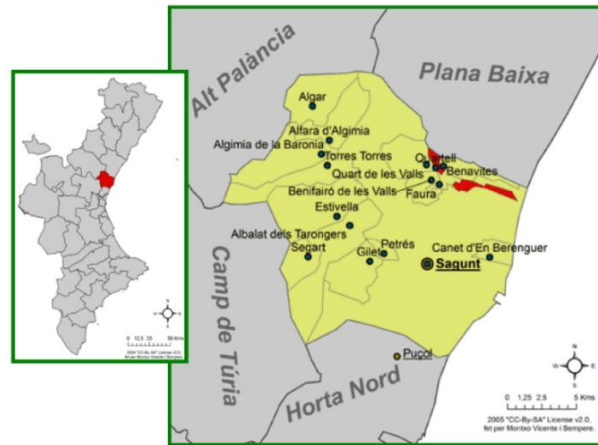 0 12,5 25 50 Kms
2004 "CC-By-SA" License v2.0,
fet per Montxo Vicente i Sempere.
Alt Palància
Plana Baixa
Algar
Alfara d'Algimia
Algimia de la Baronia
Torres Torres
Quartell
Quart de les Valls
Benavites
Benifairó de les Valls
Faura
Estivella
Albalat dels Tarongers
Segart
Petrés
Gilet
Canet d'En Berenguer
Sagunt
Camp de Túria
Puçol
Horta Nord
N
W
E
S
0 1,25 2,5 5 Kms
2005 "CC-By-SA" License v2.0,
fet per Montxo Vicente i Sempere.